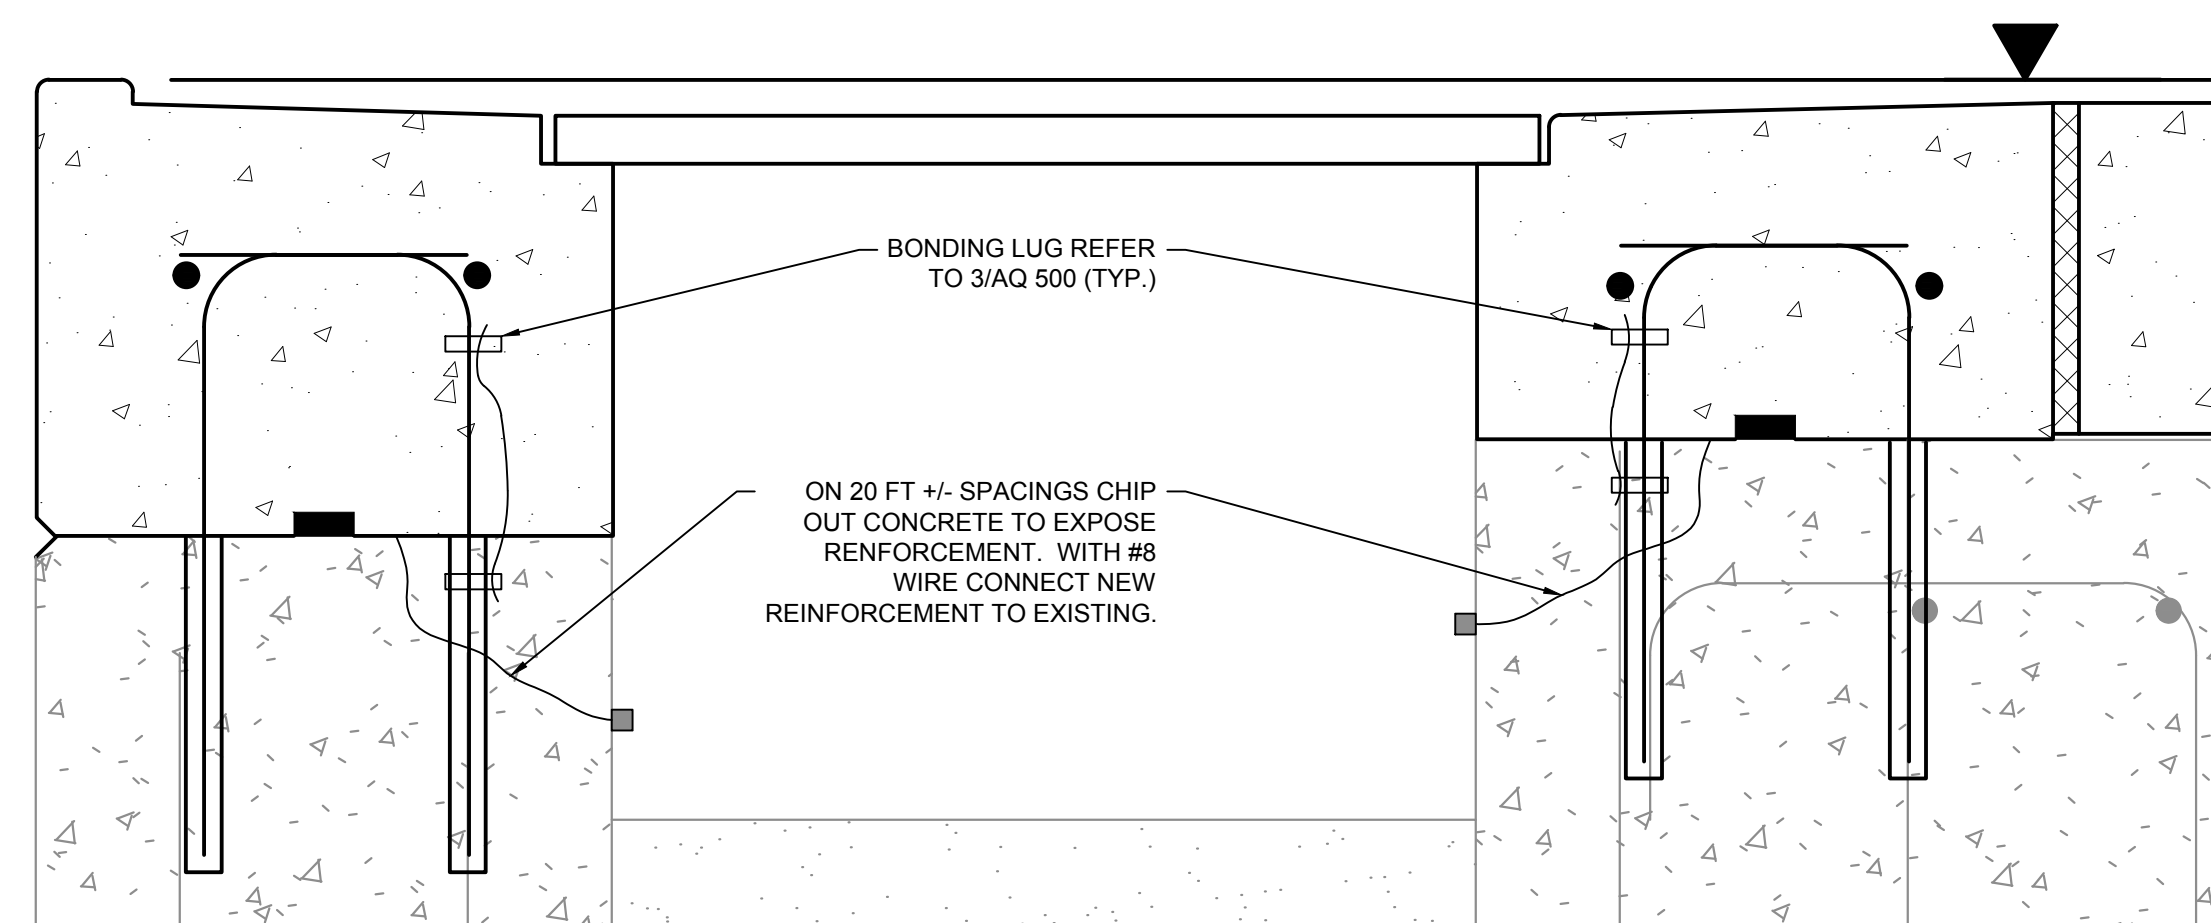 BONDING LUG REFER
TO 3/AQ 500 (TYP.)
ON 20 FT +/- SPACINGS CHIP
OUT CONCRETE TO EXPOSE
RENFORCEMENT.  WITH #8
WIRE CONNECT NEW
REINFORCEMENT TO EXISTING.